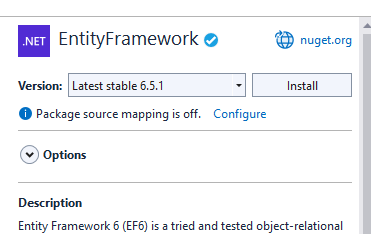 .NET
EntityFramework
nuget.org
Version:
Latest stable 6.5.1
Install
Package source mapping is off. Configure
Options
Description
Entity Framework 6 (EF6) is a tried and tested object-relational